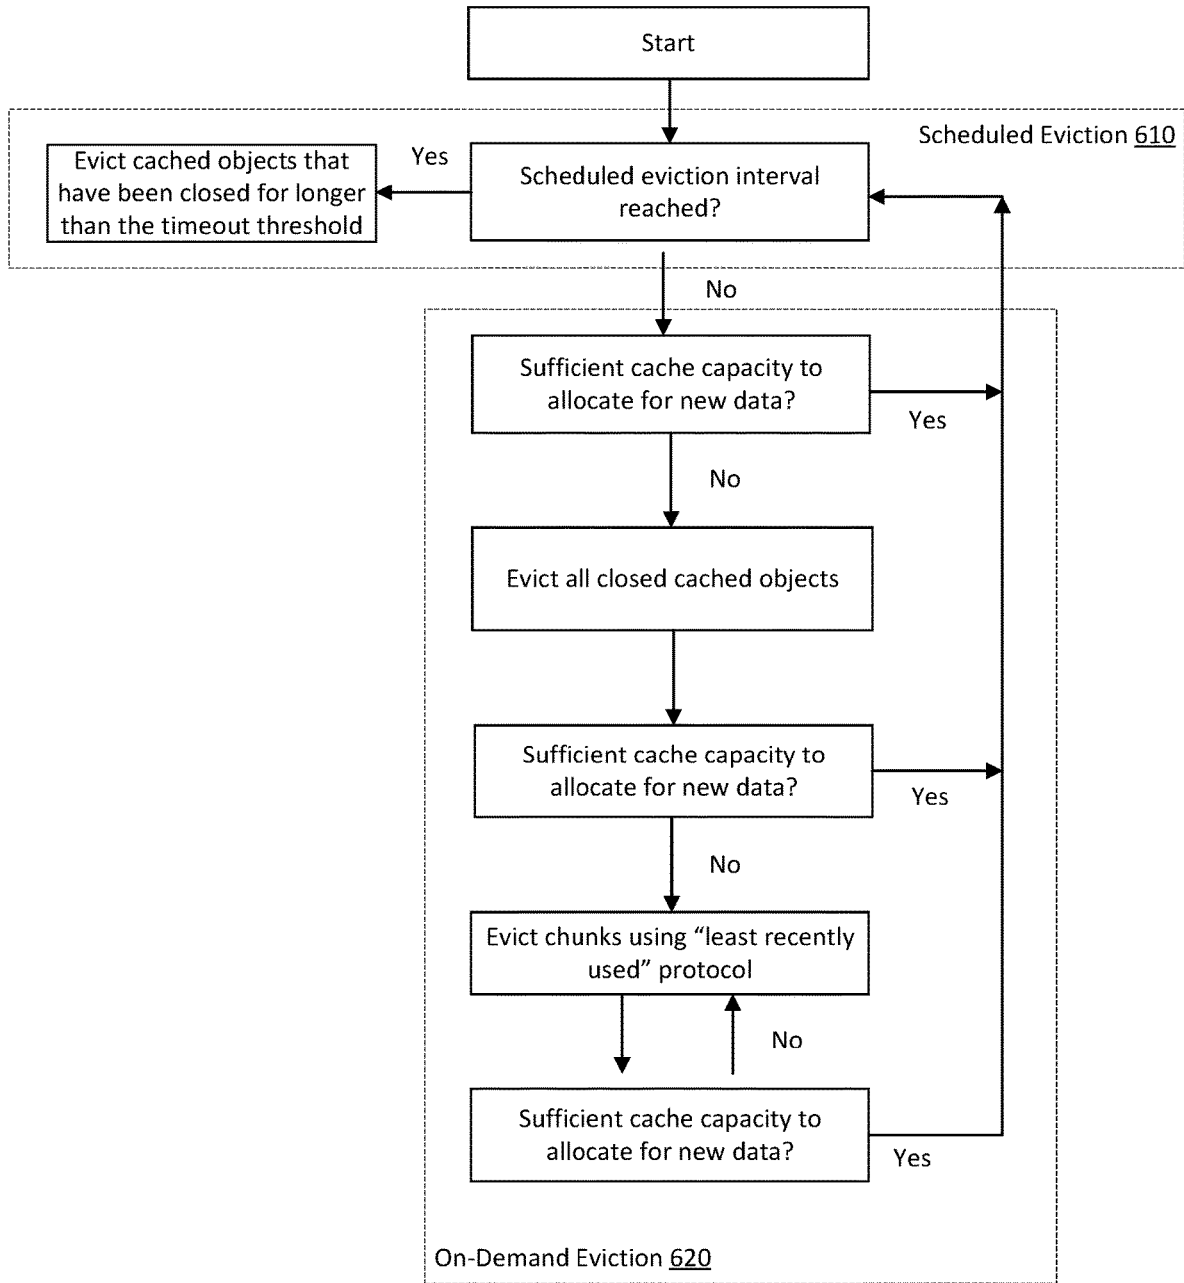 Start
Scheduled Eviction 610
Evict cached objects that
have been closed for longer
than the timeout threshold
Yes
Scheduled eviction interval
reached?
No
Sufficient cache capacity to
allocate for new data?
Yes
No
Evict all closed cached objects
Sufficient cache capacity to
allocate for new data?
Yes
No
Evict chunks using “least recently
used” protocol
No
Sufficient cache capacity to
allocate for new data?
Yes
On-Demand Eviction 620